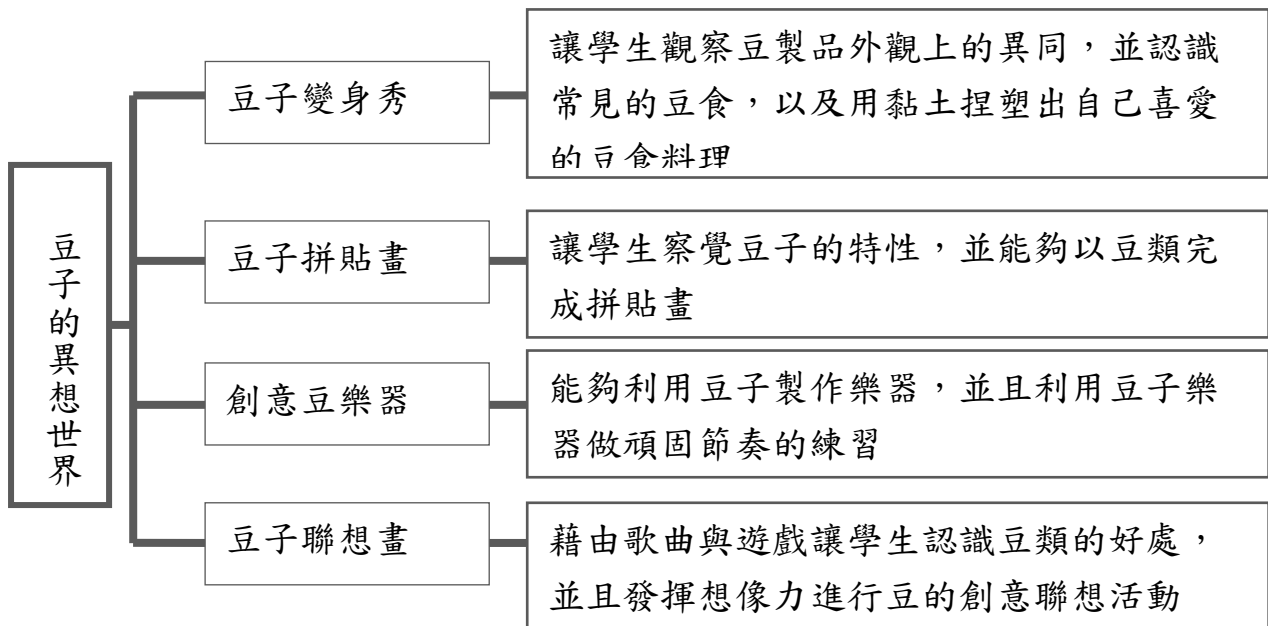 豆子的異想世界
豆子變身秀
讓學生觀察豆製品外觀上的異同，並認識
常見的豆食，以及用黏土捏塑出自己喜愛
的豆食料理
豆子拼貼畫
讓學生察覺豆子的特性，並能夠以豆類完
成拼貼畫
創意豆樂器
能夠利用豆子製作樂器，並且利用豆子樂
器做頑固節奏的練習
豆子聯想畫
藉由歌曲與遊戲讓學生認識豆類的好處，
並且發揮想像力進行豆的創意聯想活動